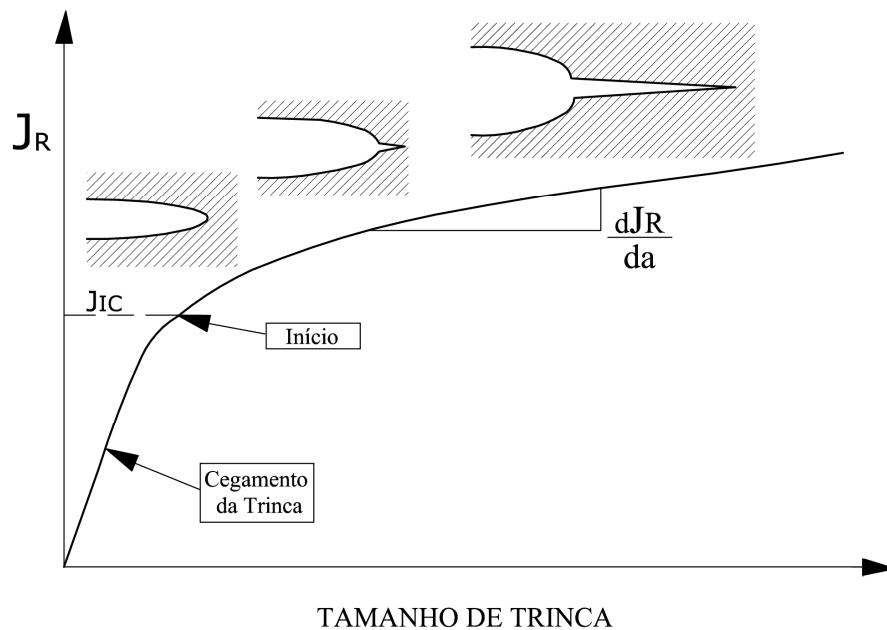 JR
JIC
dJR
da
Início
Cegamento
da Trinca
TAMANHO DE TRINCA